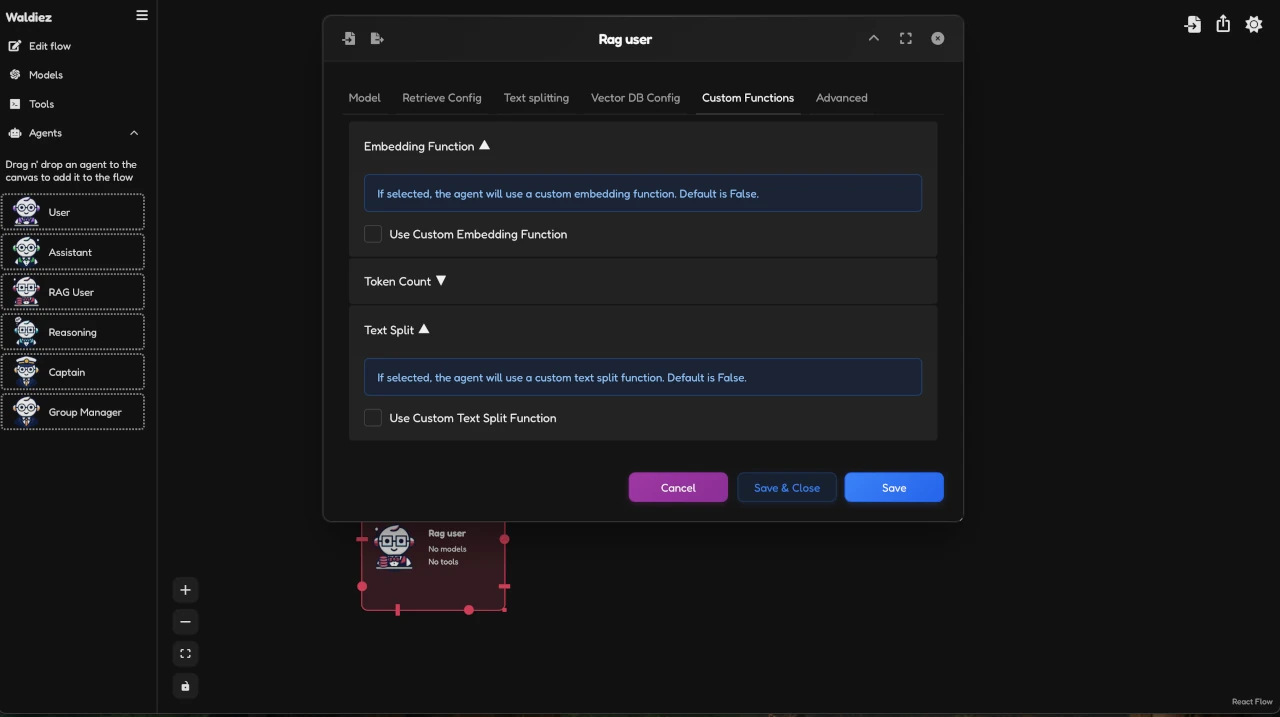 Waldiez
Edit flow
Models
Tools
Agents
Drag n' drop an agent to the
canvas to add it to the flow
User
Assistant
RAG User
Reasoning
Captain
Group Manager
Rag user
Model Retrieve Config Text splitting Vector DB Config Custom Functions Advanced
Embedding Function
If selected, the agent will use a custom embedding function. Default is False.
Use Custom Embedding Function
Token Count
Text Split
If selected, the agent will use a custom text split function. Default is False.
Use Custom Text Split Function
Cancel Save & Close Save
Rag user
No models
No tools
React Flow